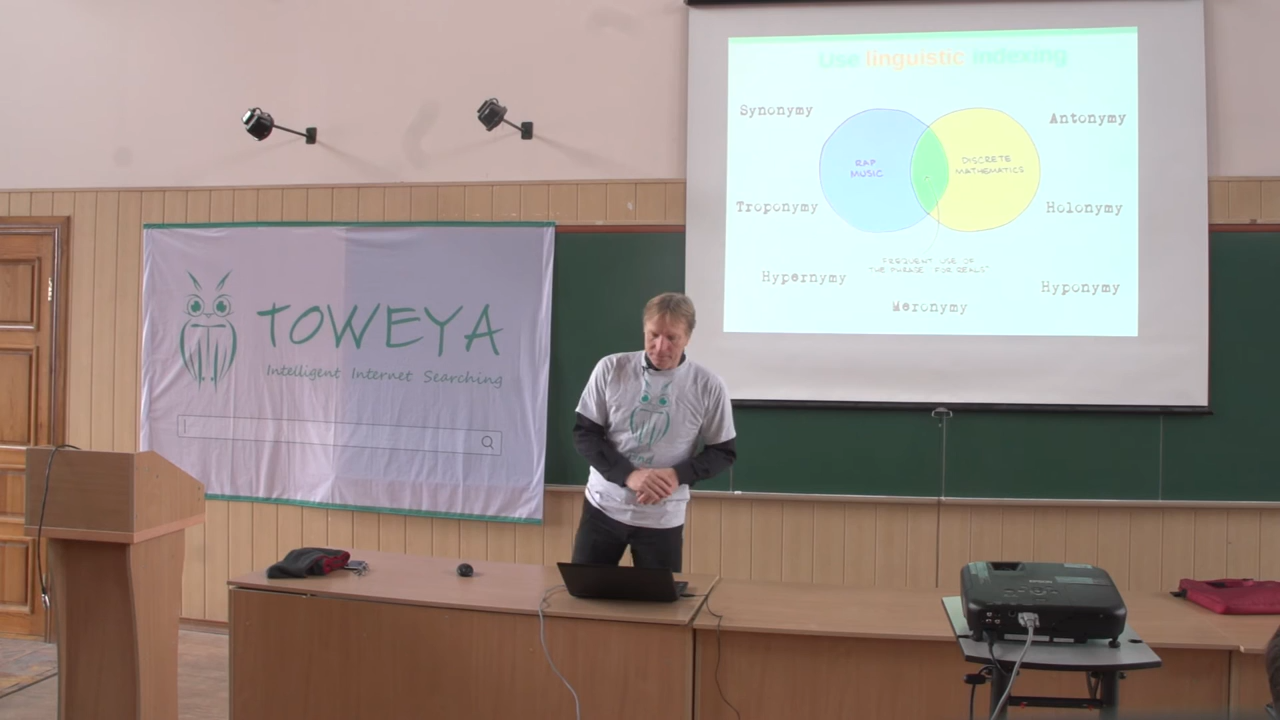 Use linguistic indexing
Synonymy
Antonymy
RAP
MUSIC
DISCRETE
MATHEMATICS
Troponymy
Holonymy
FREQUENT USE OF
THE PHRASE "FOR REALS"
Hypernymy
Hyponymy
Meronymy
TOWEYA
Intelligent Internet Searching
EPSON